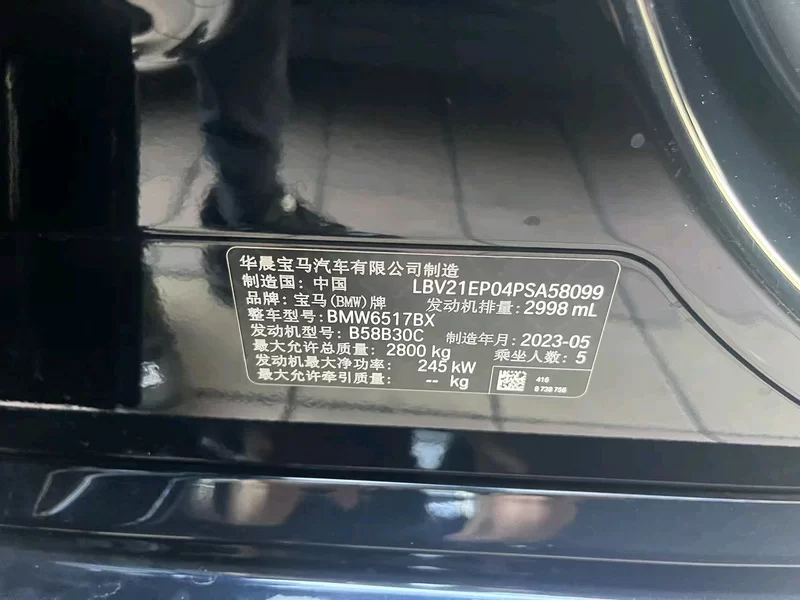 华晨宝马汽车有限公司制造
制造国：中国 LBV21EP04PSA58099
品牌：宝马(BMW)牌 发动机排量：2998 mL
整车型号：BMW6517BX
发动机型号：B58B30C 制造年月：2023-05
最大允许总质量： 2800 kg 乘坐人数：5
发动机最大净功率： 245 kW
最大允许牵引质量： -- kg
416
8 738 756